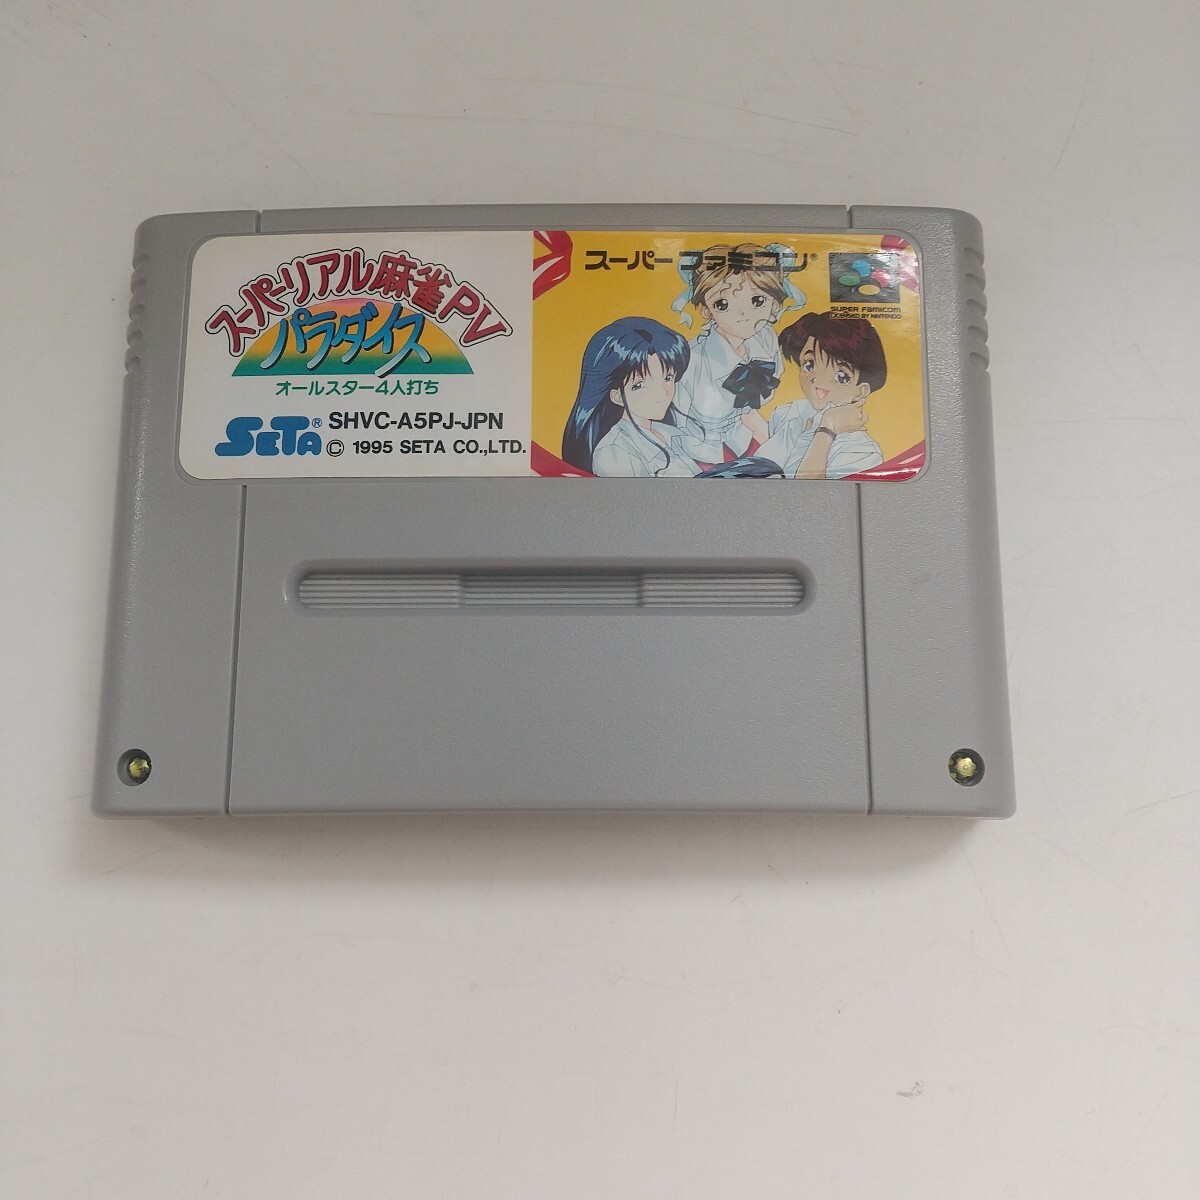 スーパーリアル麻雀PV
パラダイス
オールスター4人打ち
SETA® SHVC-A5PJ-JPN
© 1995 SETA CO.,LTD.
スーパーファミコン®
SUPER FAMICOM
LICENSED BY NINTENDO